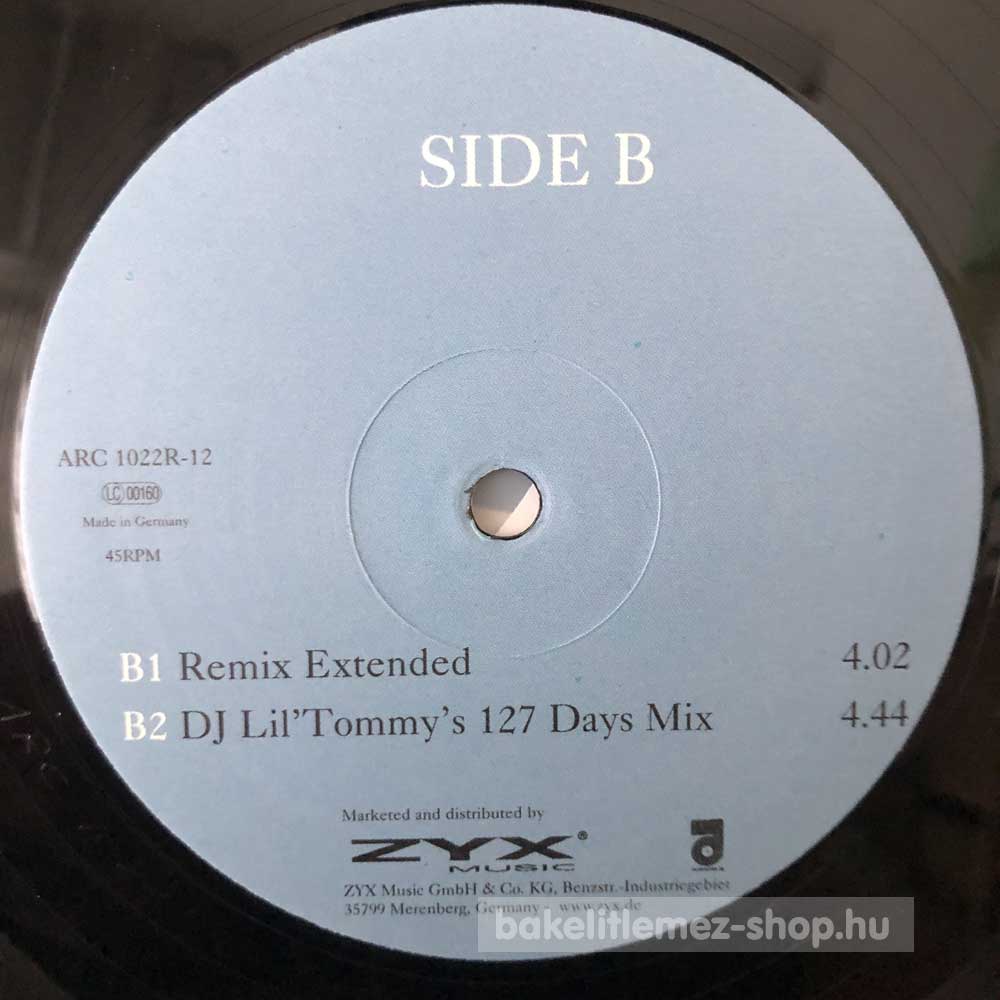 SIDE B
ARC 1022R-12
LC 00160
Made in Germany
45RPM
B1 Remix Extended 4.02
B2 DJ Lil'Tommy's 127 Days Mix 4.44
Marketed and distributed by
ZYX®
MUSIC
ZYX Music GmbH & Co. KG, Benzstr.-Industriegebiet
35799 Merenberg, Germany - www.zyx.de
bakelitlemez-shop.hu